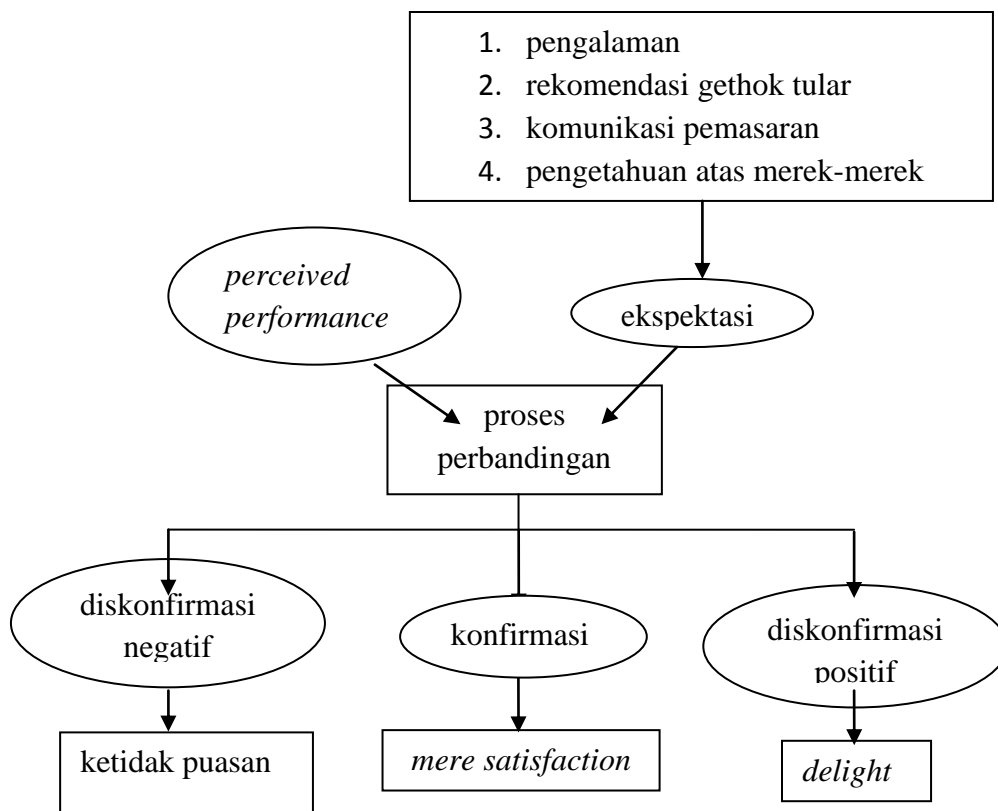 1. pengalaman
2. rekomendasi gethok tular
3. komunikasi pemasaran
4. pengetahuan atas merek-merek
perceived
performance
ekspektasi
proses
perbandingan
diskonfirmasi
negatif
konfirmasi
diskonfirmasi
positif
ketidak puasan
mere satisfaction
delight